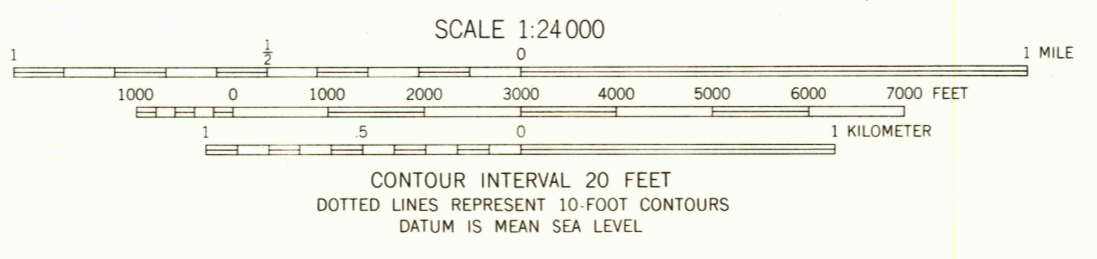 SCALE 1:24 000
1 1/2 0 1 MILE
1000 0 1000 2000 3000 4000 5000 6000 7000 FEET
1 .5 0 1 KILOMETER
CONTOUR INTERVAL 20 FEET
DOTTED LINES REPRESENT 10-FOOT CONTOURS
DATUM IS MEAN SEA LEVEL